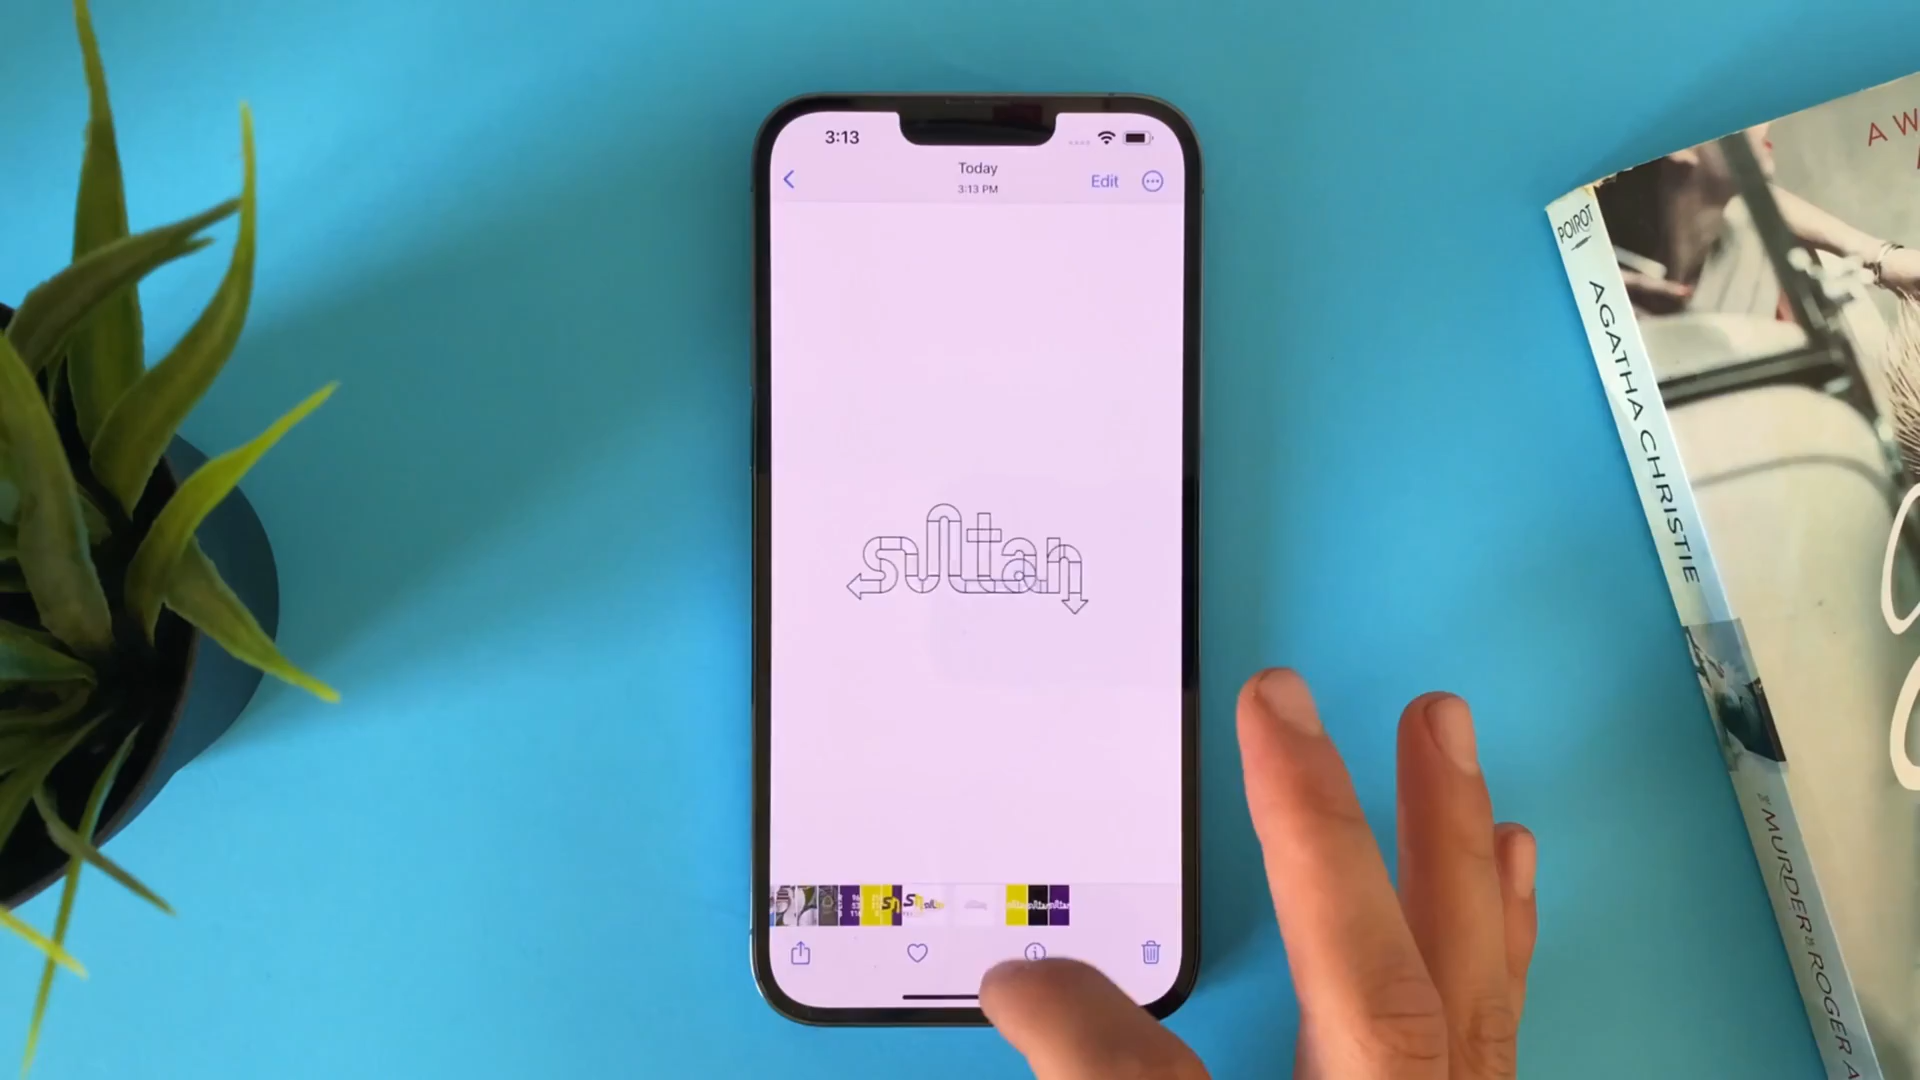 3:13
Today
3:13 PM
Edit
sultan
POIROT
AGATHA CHRISTIE
MURDER
ROGER A
A W